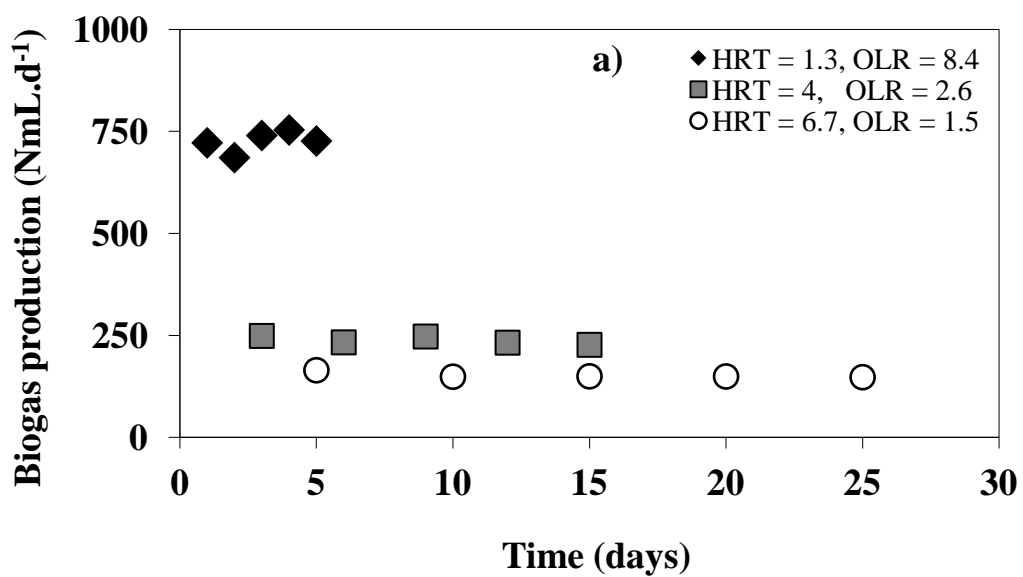 1000
750
500
250
0
Biogas production (NmL.d-1)
a)
HRT = 1.3, OLR = 8.4
HRT = 4, OLR = 2.6
HRT = 6.7, OLR = 1.5
0 5 10 15 20 25 30
Time (days)